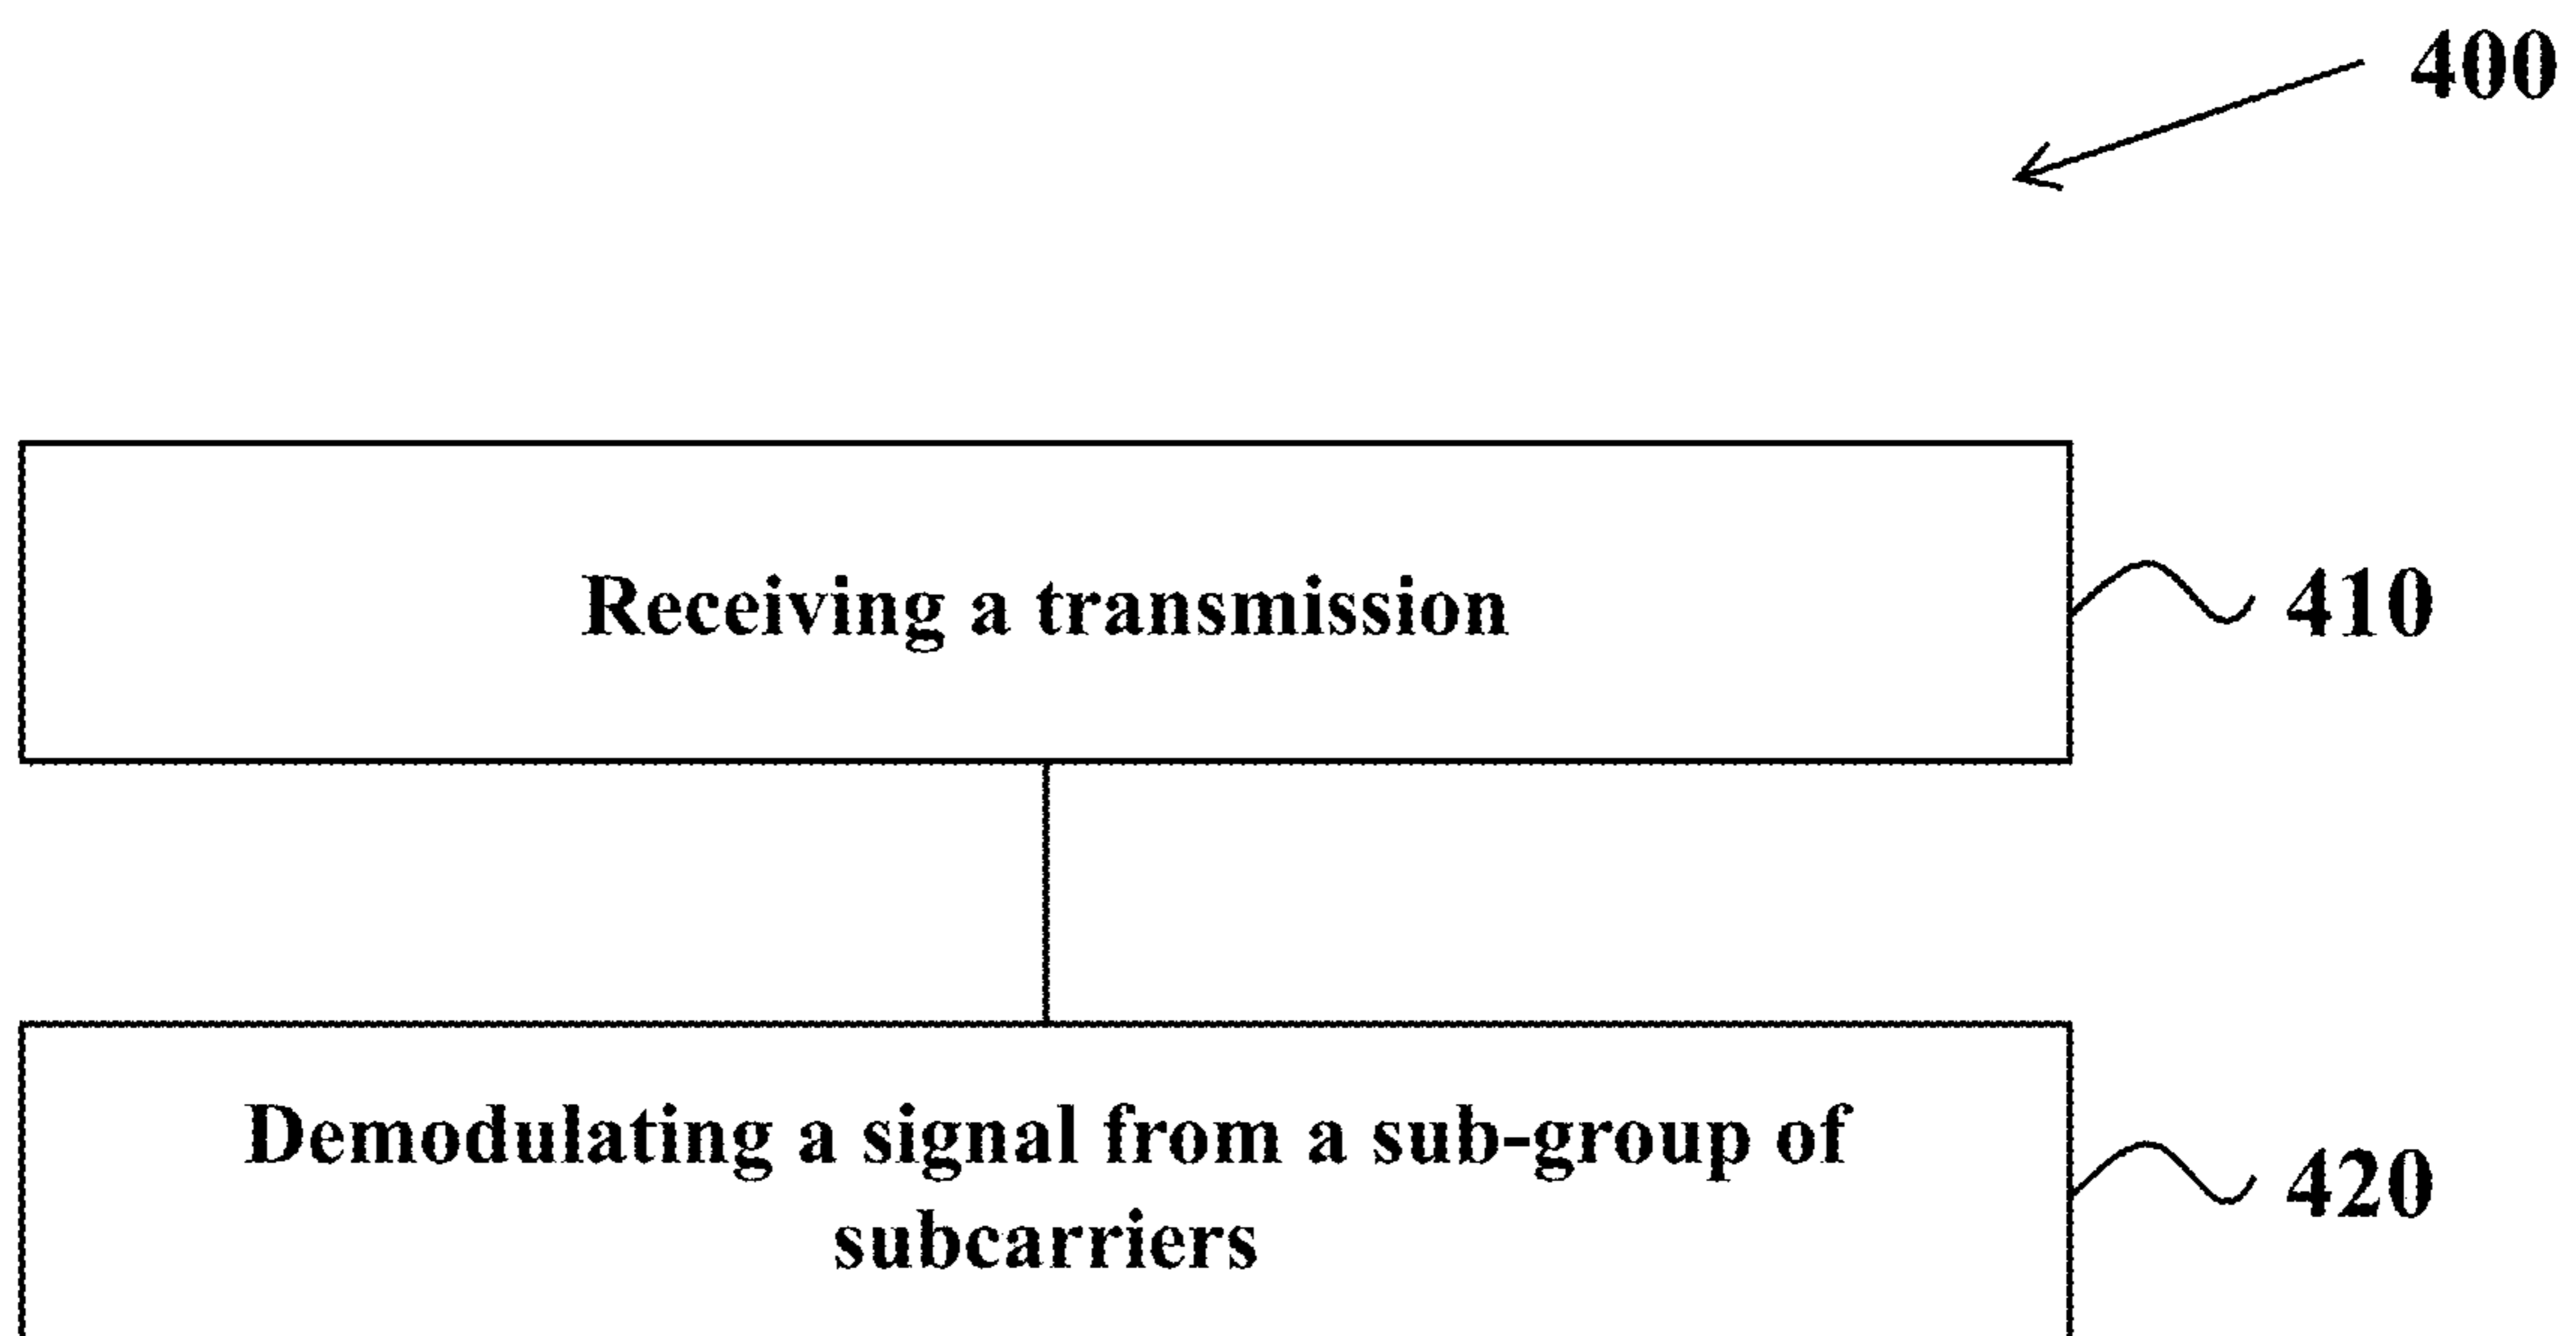 400
Receiving a transmission
410
Demodulating a signal from a sub-group of
subcarriers
420